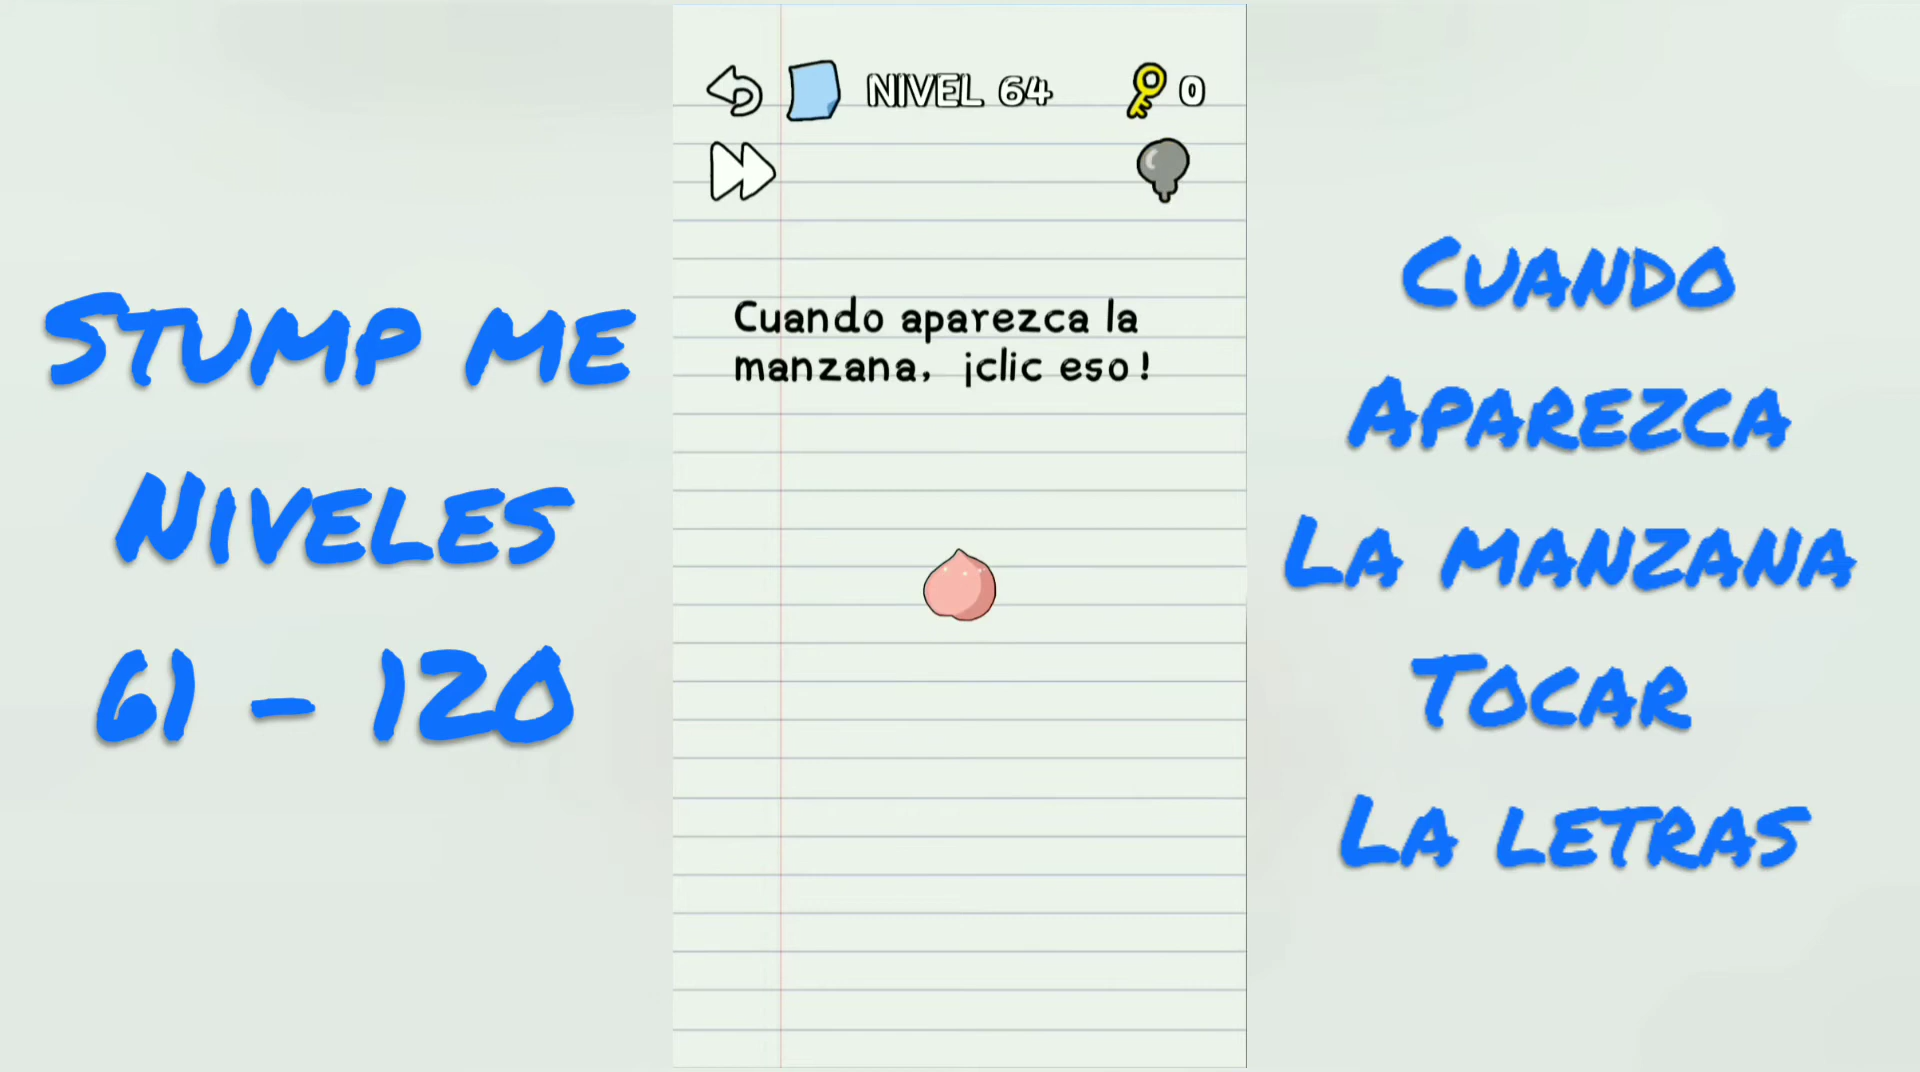 STUMP ME
NIVELES
61 - 120
NIVEL 64
0
Cuando aparezca la
manzana, ¡clic eso!
CUANDO
APAREZCA
LA MANZANA
TOCAR
LA LETRAS